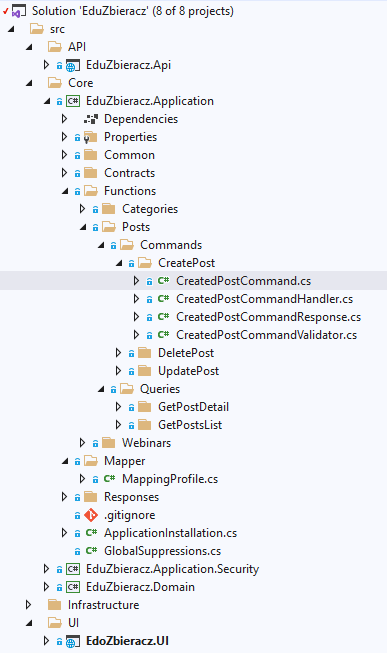 Solution 'EduZbieracz' (8 of 8 projects)
src
API
EduZbieracz.Api
Core
EduZbieracz.Application
Dependencies
Properties
Common
Contracts
Functions
Categories
Posts
Commands
CreatePost
CreatedPostCommand.cs
CreatedPostCommandHandler.cs
CreatedPostCommandResponse.cs
CreatedPostCommandValidator.cs
DeletePost
UpdatePost
Queries
GetPostDetail
GetPostsList
Webinars
Mapper
MappingProfile.cs
Responses
.gitignore
ApplicationInstallation.cs
GlobalSuppressions.cs
EduZbieracz.Application.Security
EduZbieracz.Domain
Infrastructure
UI
EdoZbieracz.UI